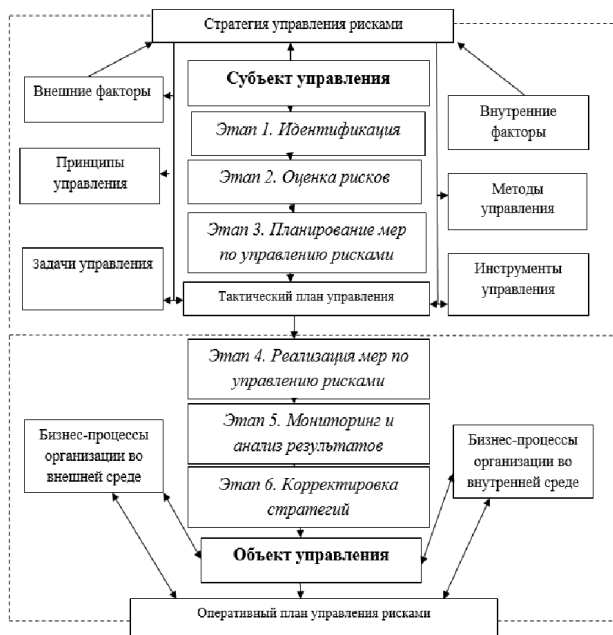 Стратегия управления рисками
Субъект управления
Внешние факторы
Внутренние
факторы
Этап 1. Идентификация
Принципы
управления
Этап 2. Оценка рисков
Методы
управления
Этап 3. Планирование мер
по управлению рисками
Задачи управления
Инструменты
управления
Тактический план управления
Этап 4. Реализация мер по
управлению рисками
Этап 5. Мониторинг и
анализ результатов
Бизнес-процессы
организации во
внешней среде
Бизнес-процессы
организации во
внутренней среде
Этап 6. Корректировка
стратегий
Объект управления
Оперативный план управления рисками